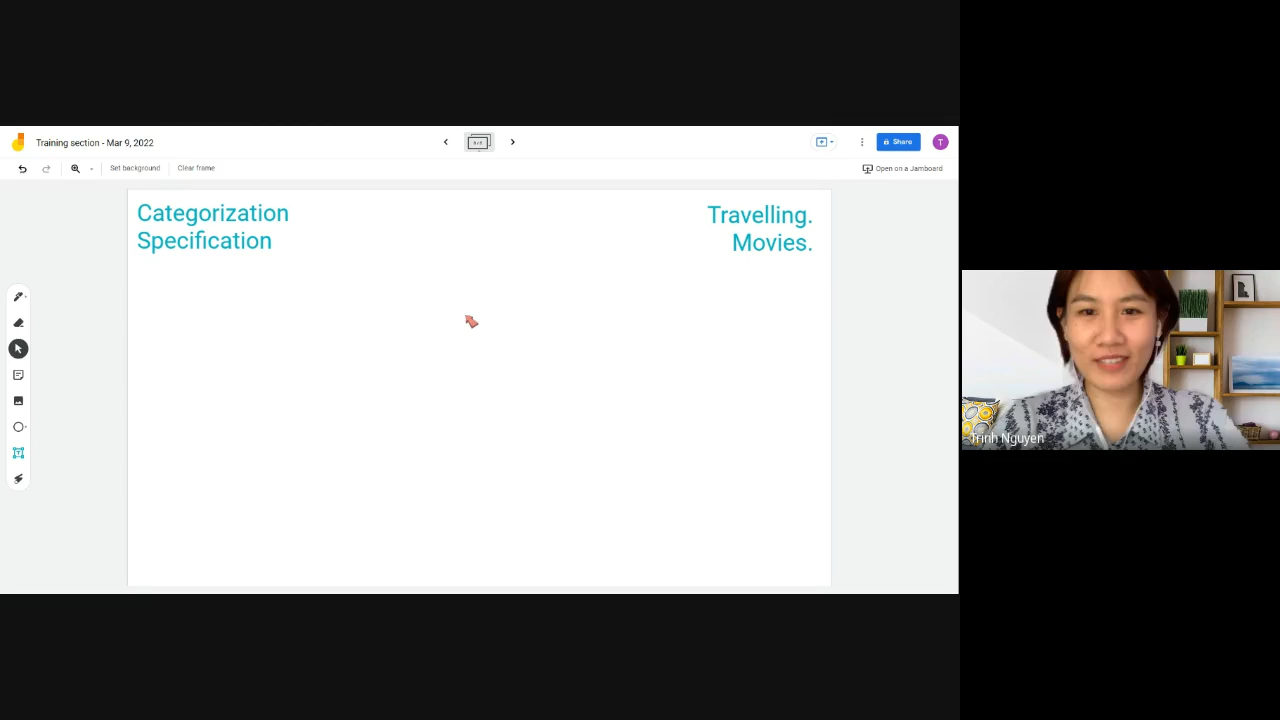 Training section - Mar 9, 2022
Share
T
Set background
Clear frame
Open on a Jamboard
Categorization
Specification
Travelling.
Movies.
Trinh Nguyen